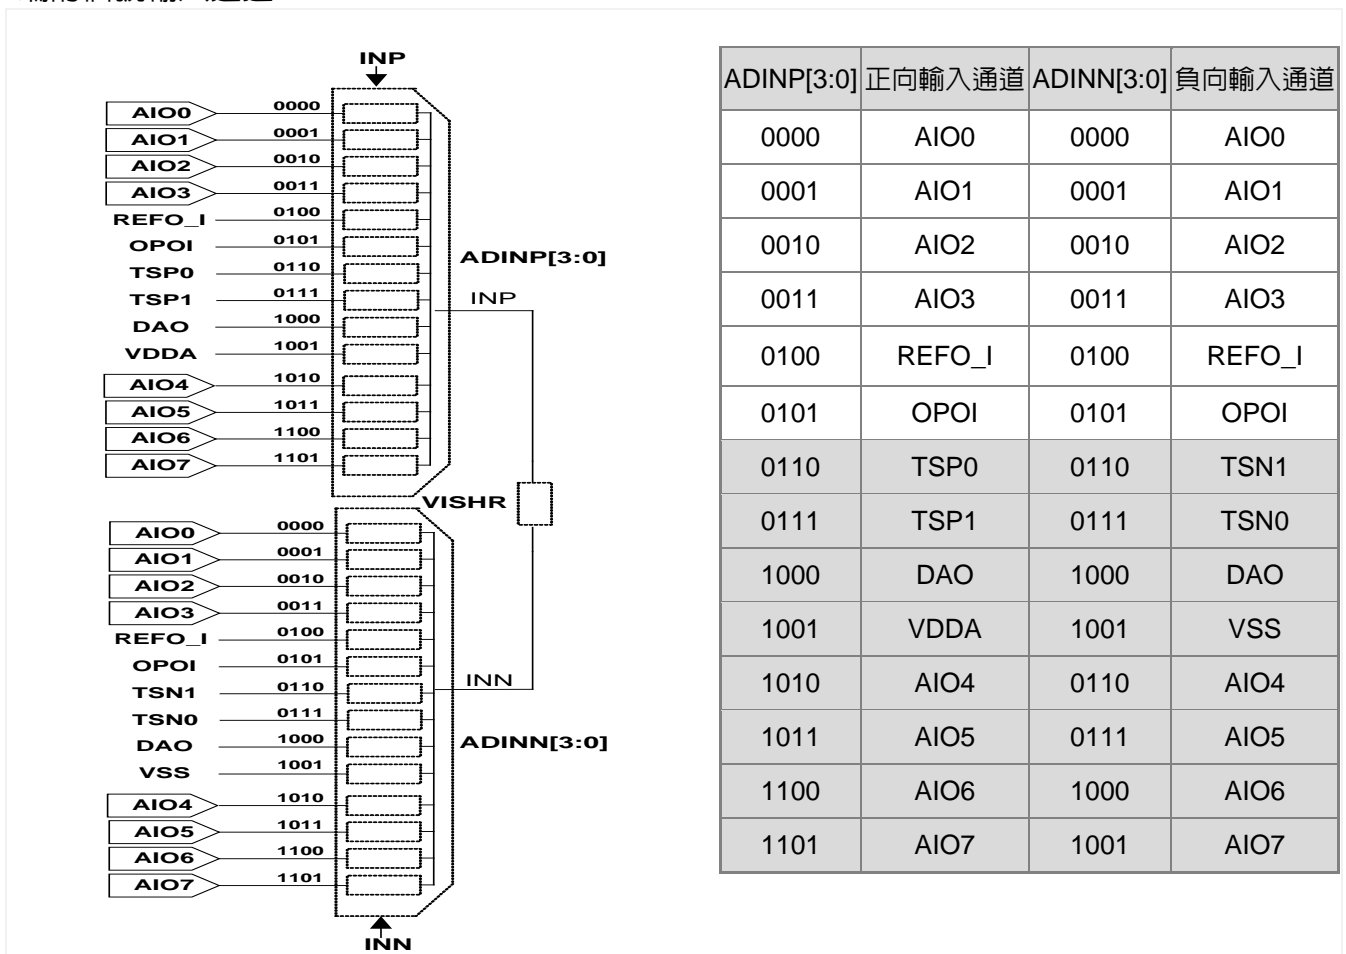 INP
AIO0 0000
AIO1 0001
AIO2 0010
AIO3 0011
REFO_I 0100
OPOI 0101
TSP0 0110
TSP1 0111
DAO 1000
VDDA 1001
AIO4 1010
AIO5 1011
AIO6 1100
AIO7 1101
ADINP[3:0]
INP
VISHR
AIO0 0000
AIO1 0001
AIO2 0010
AIO3 0011
REFO_I 0100
OPOI 0101
TSN1 0110
TSN0 0111
DAO 1000
VSS 1001
AIO4 1010
AIO5 1011
AIO6 1100
AIO7 1101
INN
ADINN[3:0]
INN
ADINP[3:0] 正向輸入通道 ADINN[3:0] 負向輸入通道
0000 AIO0 0000 AIO0
0001 AIO1 0001 AIO1
0010 AIO2 0010 AIO2
0011 AIO3 0011 AIO3
0100 REFO_I 0100 REFO_I
0101 OPOI 0101 OPOI
0110 TSP0 0110 TSN1
0111 TSP1 0111 TSN0
1000 DAO 1000 DAO
1001 VDDA 1001 VSS
1010 AIO4 0110 AIO4
1011 AIO5 0111 AIO5
1100 AIO6 1000 AIO6
1101 AIO7 1001 AIO7